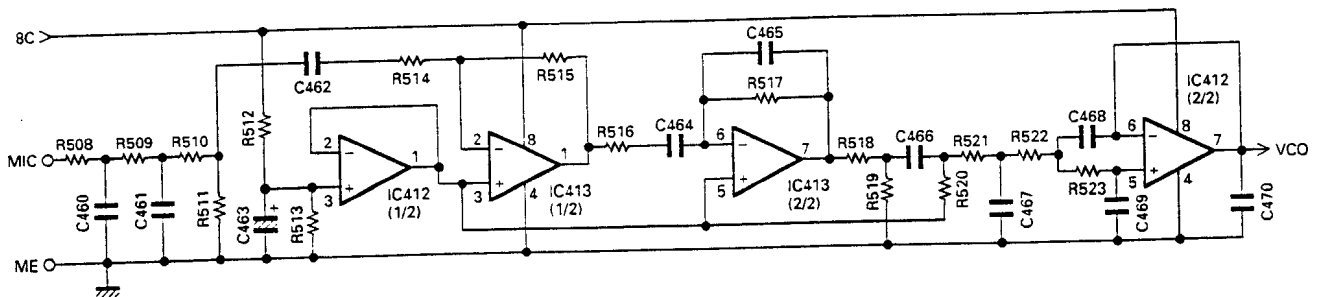 8C
C465
C462
R514
R515
R517
IC412
(2/2)
R512
C468
R508
R509
R510
R516
C464
R518
C466
R521
R522
2
−
1
+
3
2
−
8
1
+
3
4
6
−
7
+
5
6
−
8
7
+
5
4
MIC
VCO
IC412
(1/2)
IC413
(1/2)
IC413
(2/2)
R523
C460
C461
R511
C463
+
R513
R519
R520
C467
C469
C470
ME